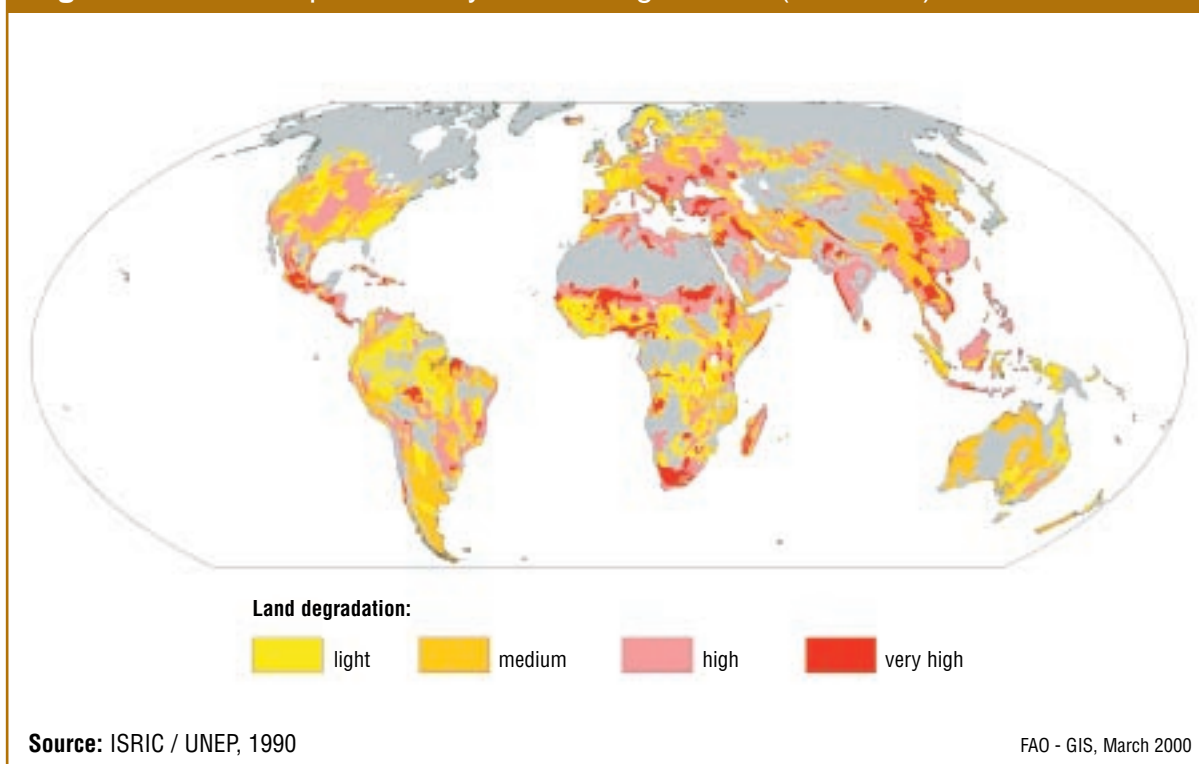 Land degradation:
light
medium
high
very high
Source: ISRIC / UNEP, 1990
FAO - GIS, March 2000